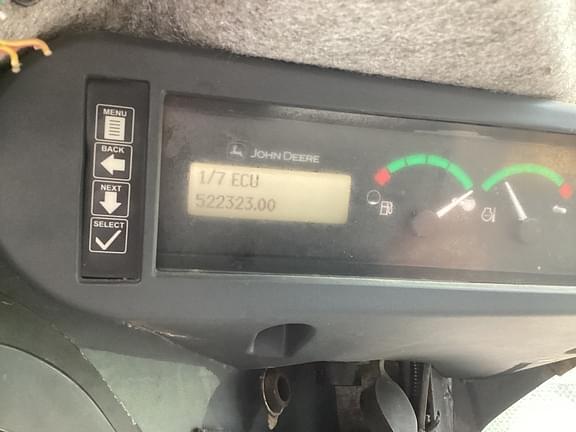 MENU
BACK
NEXT
SELECT
JOHN DEERE
1/7 ECU
522323.00